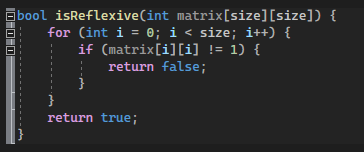 bool isReflexive(int matrix[size][size]) {
    for (int i = 0; i < size; i++) {
        if (matrix[i][i] != 1) {
            return false;
        }
    }
    return true;
}